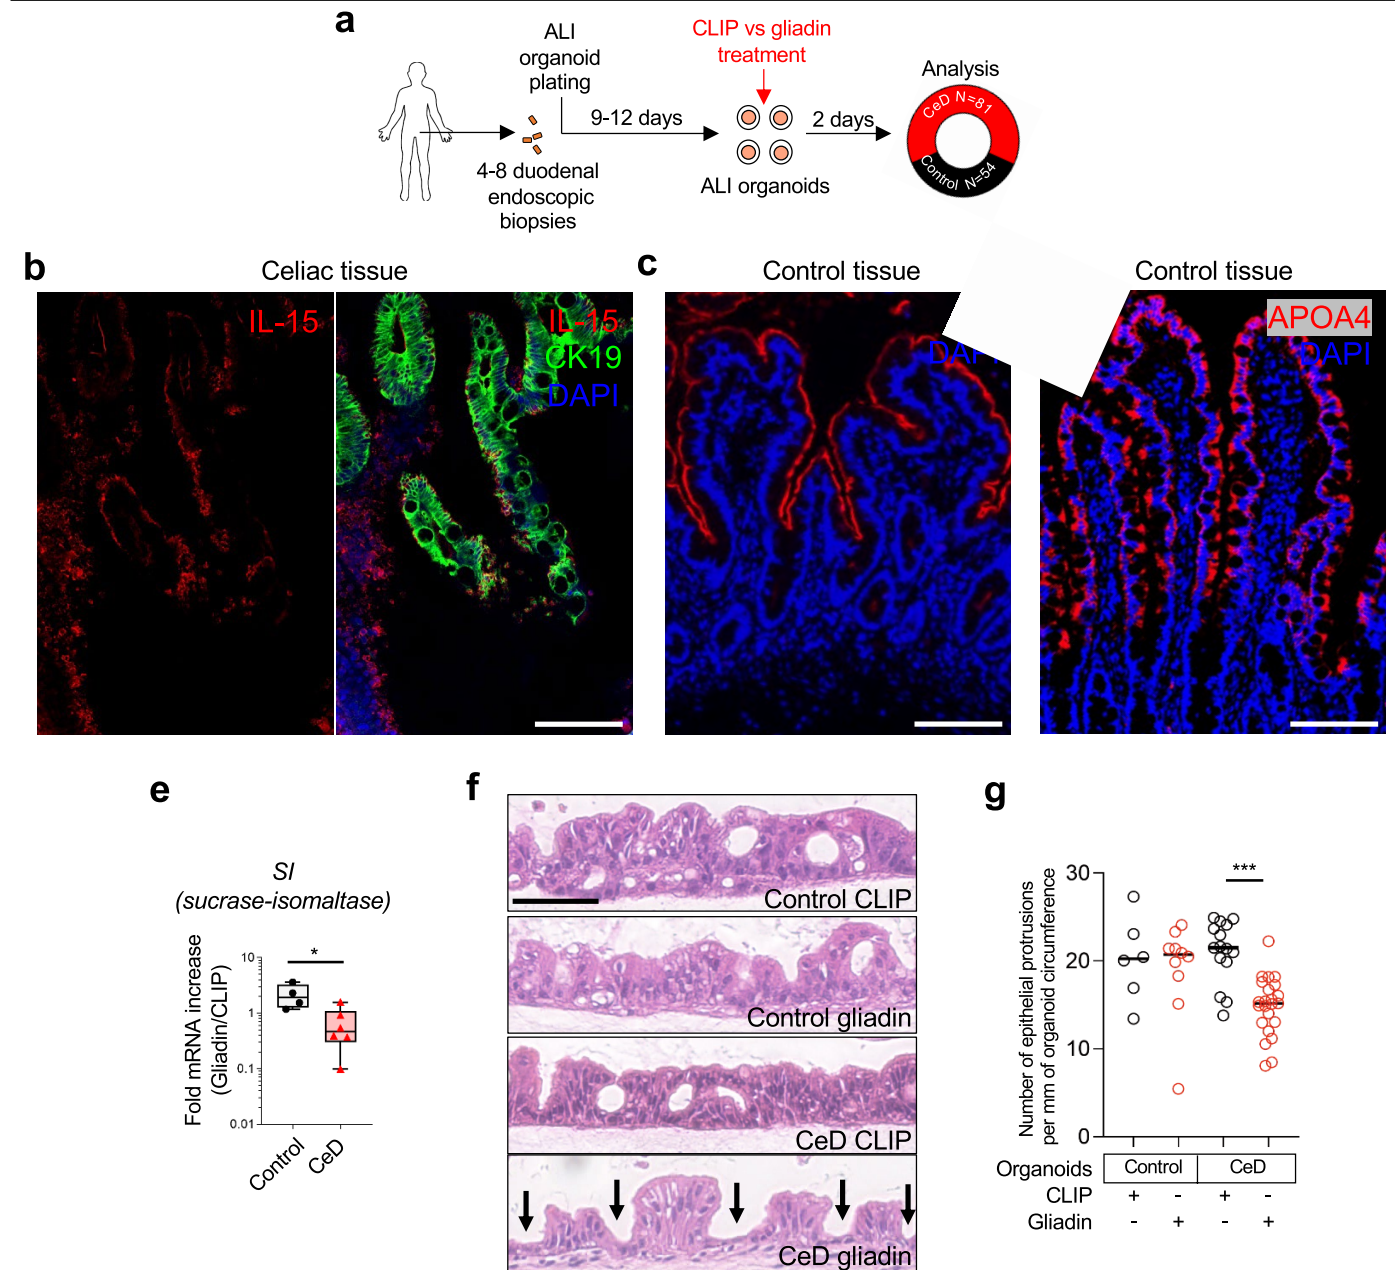 a
ALI
organoid
plating
CLIP vs gliadin
treatment
Analysis
9-12 days
2 days
CeD N=81
Control N=54
4-8 duodenal
endoscopic
biopsies
ALI organoids
b
Celiac tissue
IL-15
IL-15
CK19
DAPI
c
Control tissue
DAPI
Control tissue
APOA4
DAPI
e
SI
(sucrase-isomaltase)
Fold mRNA increase
(Gliadin/CLIP)
10
1
0.1
0.01
*
Control
CeD
f
Control CLIP
Control gliadin
CeD CLIP
CeD gliadin
g
Number of epithelial protrusions
per mm of organoid circumference
30
20
10
0
***
Organoids Control CeD
CLIP + - + -
Gliadin - + - +